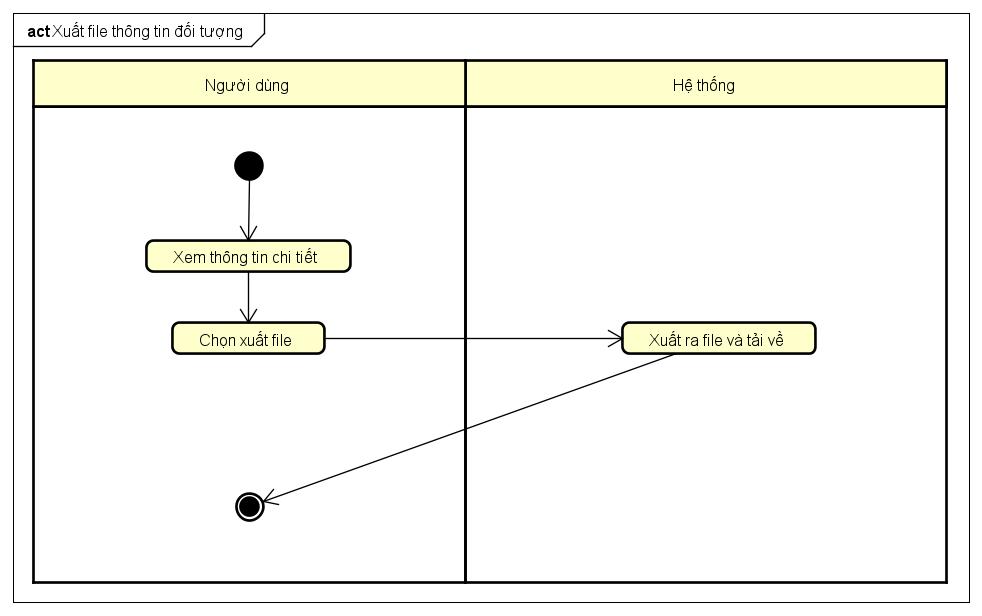 act Xuất file thông tin đối tượng
Người dùng
Hệ thống
Xem thông tin chi tiết
Chọn xuất file
Xuất ra file và tải về